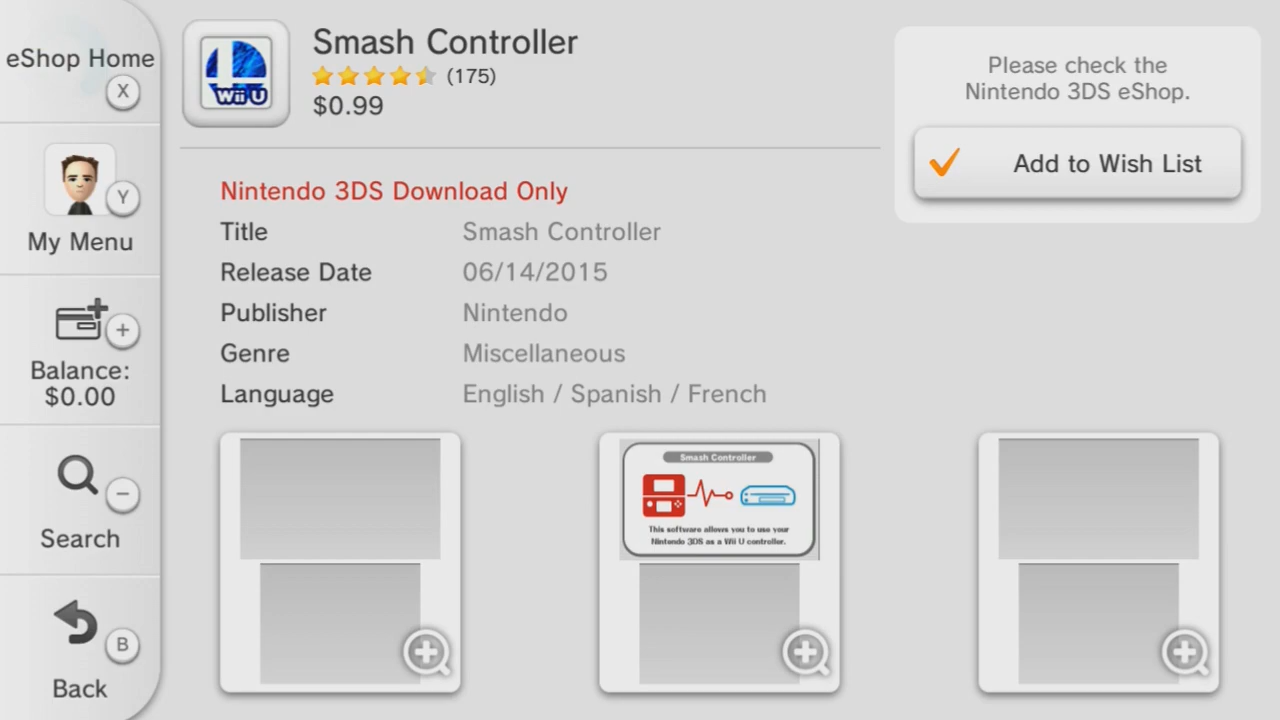 eShop Home
X
Y
My Menu
+
Balance:
$0.00
−
Search
B
Back
Wii U
Smash Controller
(175)
$0.99
Please check the
Nintendo 3DS eShop.
Add to Wish List
Nintendo 3DS Download Only
Title Smash Controller
Release Date 06/14/2015
Publisher Nintendo
Genre Miscellaneous
Language English / Spanish / French
Smash Controller
This software allows you to use your
Nintendo 3DS as a Wii U controller.